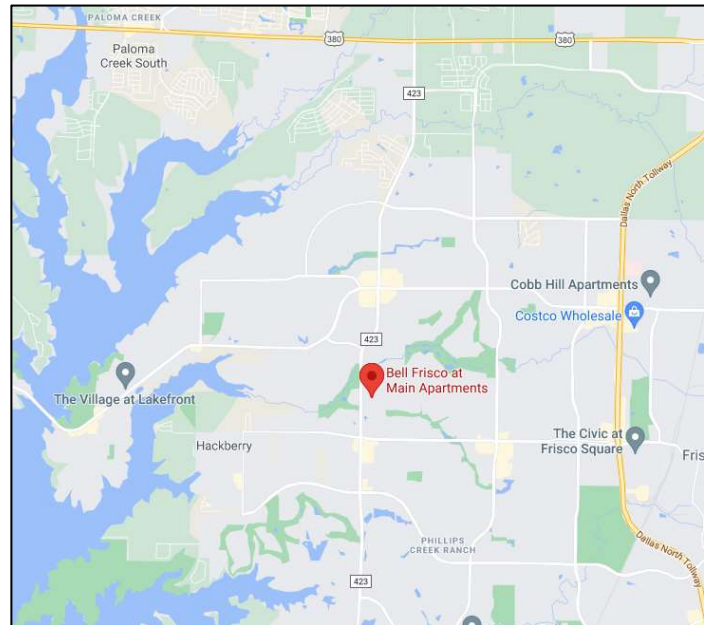 PALOMA CREEK
380
380
Paloma
Creek South
423
Dallas North Tollway
Cobb Hill Apartments
Costco Wholesale
423
Bell Frisco at
Main Apartments
The Village at Lakefront
The Civic at
Frisco Square
Hackberry
Fris
PHILLIPS
CREEK RANCH
Dallas North Tollway
423